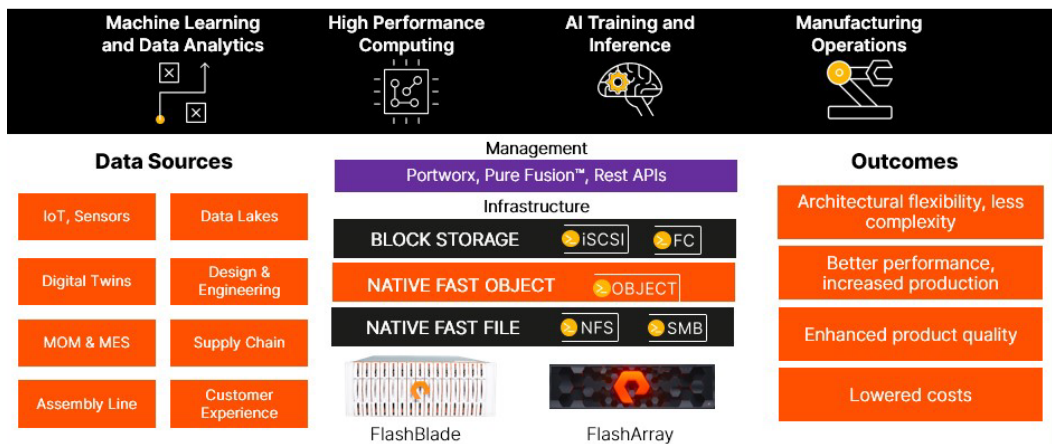 Machine Learning
and Data Analytics
High Performance
Computing
AI Training and
Inference
Manufacturing
Operations
Data Sources
IoT, Sensors
Data Lakes
Digital Twins
Design &
Engineering
MOM & MES
Supply Chain
Assembly Line
Customer
Experience
Management
Portworx, Pure Fusion™, Rest APIs
Infrastructure
BLOCK STORAGE
iSCSI
FC
NATIVE FAST OBJECT
OBJECT
NATIVE FAST FILE
NFS
SMB
FlashBlade
FlashArray
Outcomes
Architectural flexibility, less
complexity
Better performance,
increased production
Enhanced product quality
Lowered costs